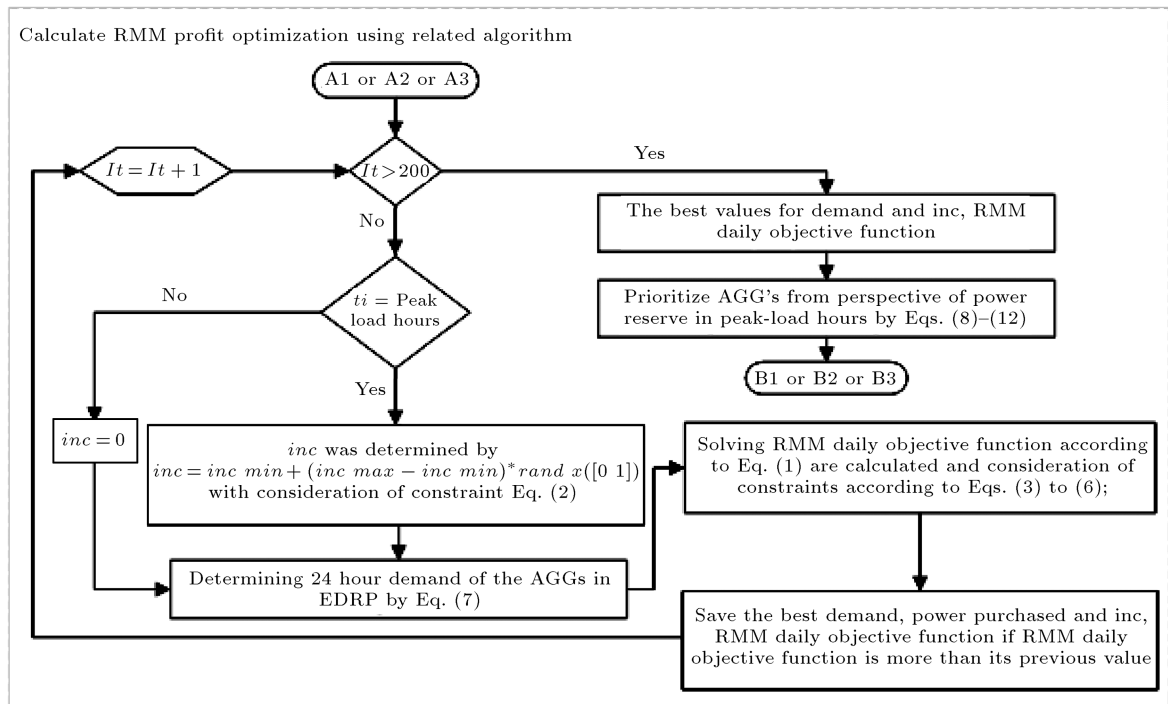 Calculate RMM profit optimization using related algorithm
A1 or A2 or A3
It = It + 1
It > 200
Yes
No
The best values for demand and inc, RMM
daily objective function
ti = Peak
load hours
No
Prioritize AGG's from perspective of power
reserve in peak-load hours by Eqs. (8)–(12)
Yes
B1 or B2 or B3
inc = 0
inc was determined by
inc = inc min + (inc max − inc min)* rand x([0 1])
with consideration of constraint Eq. (2)
Solving RMM daily objective function according
to Eq. (1) are calculated and consideration of
constraints according to Eqs. (3) to (6);
Determining 24 hour demand of the AGGs in
EDRP by Eq. (7)
Save the best demand, power purchased and inc,
RMM daily objective function if RMM daily
objective function is more than its previous value